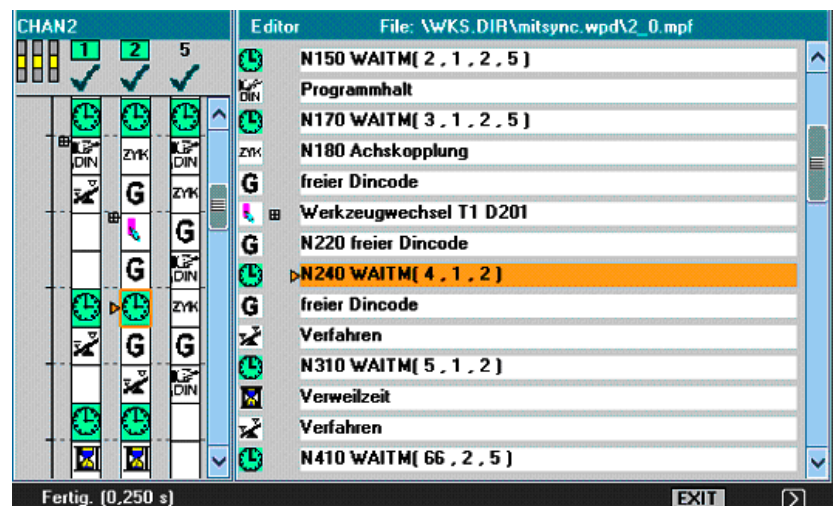 CHAN2
Editor File: \WKS.DIR\mitsync.wpd\2_0.mpf
1 2 5
DIN ZYK DIN
G ZYK
G
G DIN
ZYK
G G
DIN
N150 WAITM( 2 , 1 , 2 , 5 )
DIN Programmhalt
N170 WAITM( 3 , 1 , 2 , 5 )
ZYK N180 Achskopplung
G freier Dincode
Werkzeugwechsel T1 D201
G N220 freier Dincode
N240 WAITM( 4 , 1 , 2 )
G freier Dincode
Verfahren
N310 WAITM( 5 , 1 , 2 )
Verweilzeit
Verfahren
N410 WAITM( 66 , 2 , 5 )
Fertig. (0,250 s) EXIT